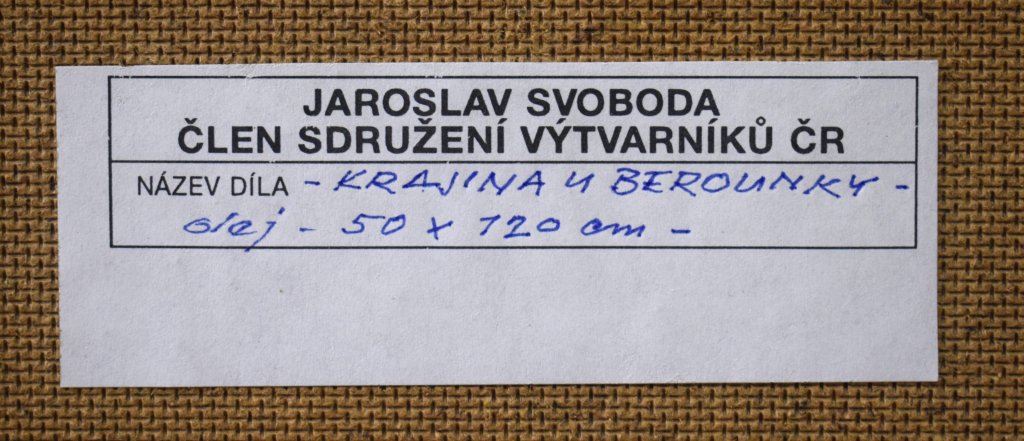 JAROSLAV SVOBODA
ČLEN SDRUŽENÍ VÝTVARNÍKŮ ČR
NÁZEV DÍLA - KRAJINA U BEROUNKY -
olej - 50 x 120 cm -